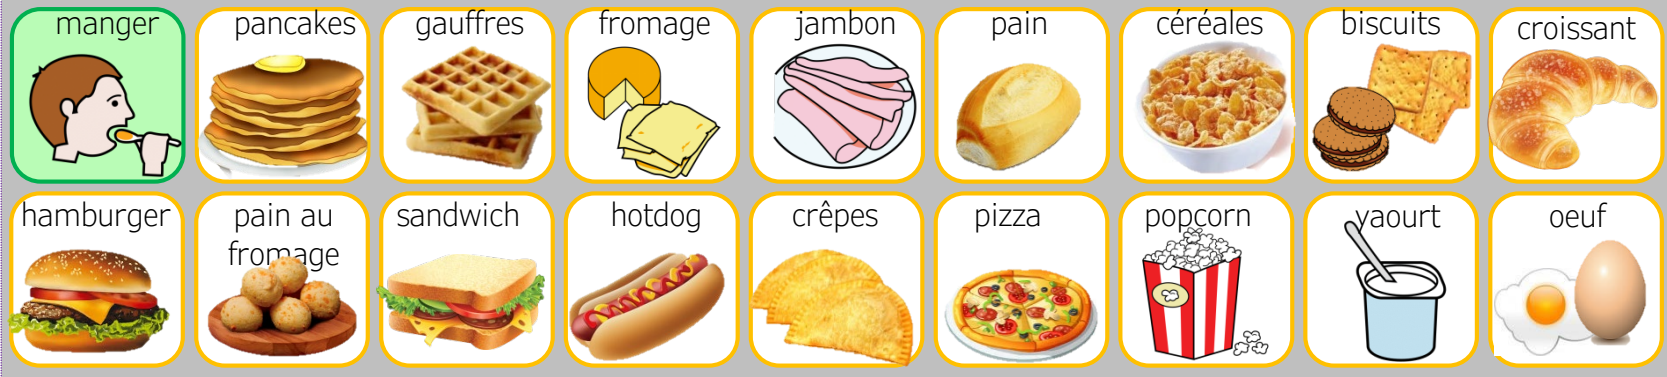 manger
pancakes
gauffres
fromage
jambon
pain
céréales
biscuits
croissant
hamburger
pain au
fromage
sandwich
hotdog
crêpes
pizza
popcorn
yaourt
oeuf